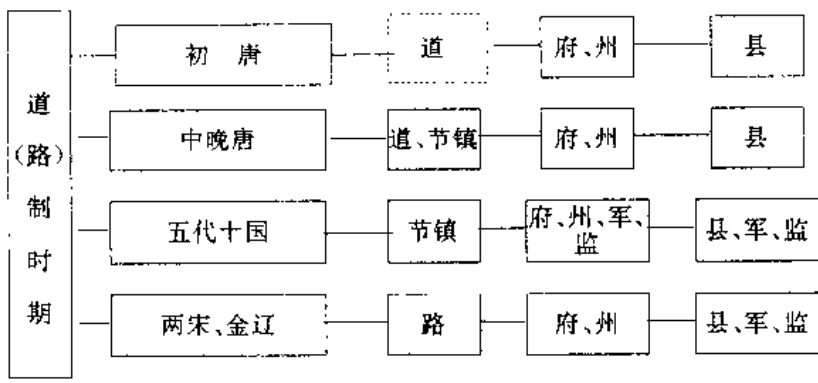 道(路)制时期
初 唐
道
府、州
县
中晚唐
道、节镇
府、州
县
五代十国
节镇
府、州、军、
监
县、军、监
两宋、金辽
路
府、州
县、军、监